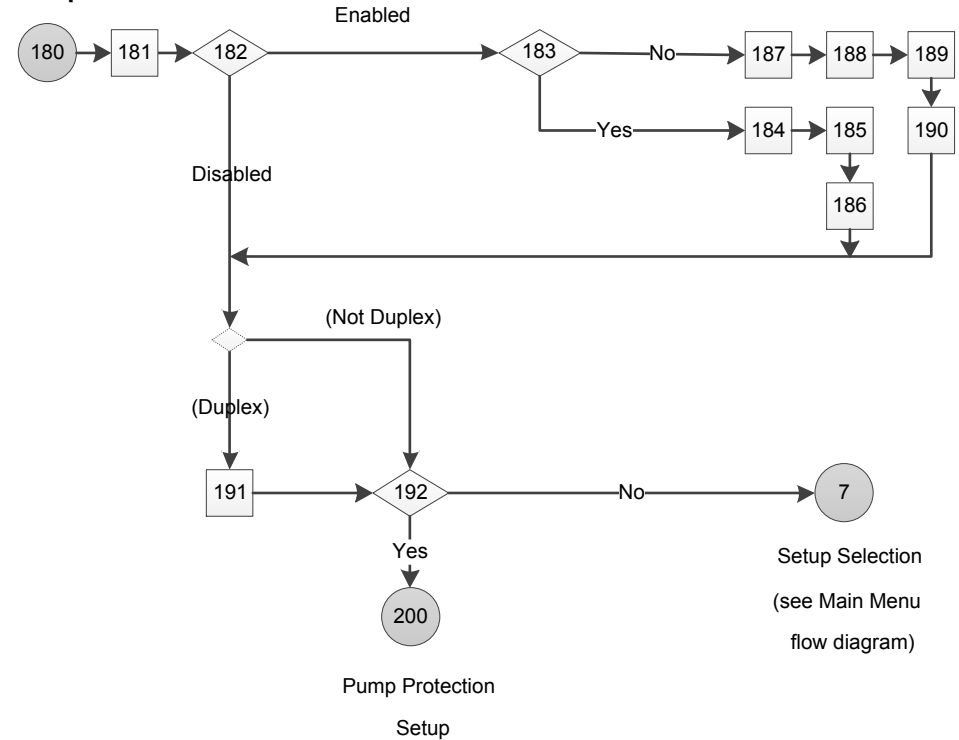 Enabled
180
181
182
183
No
187
188
189
Yes
184
185
190
Disabled
186
(Not Duplex)
(Duplex)
191
192
No
7
Yes
Setup Selection
(see Main Menu
flow diagram)
200
Pump Protection
Setup